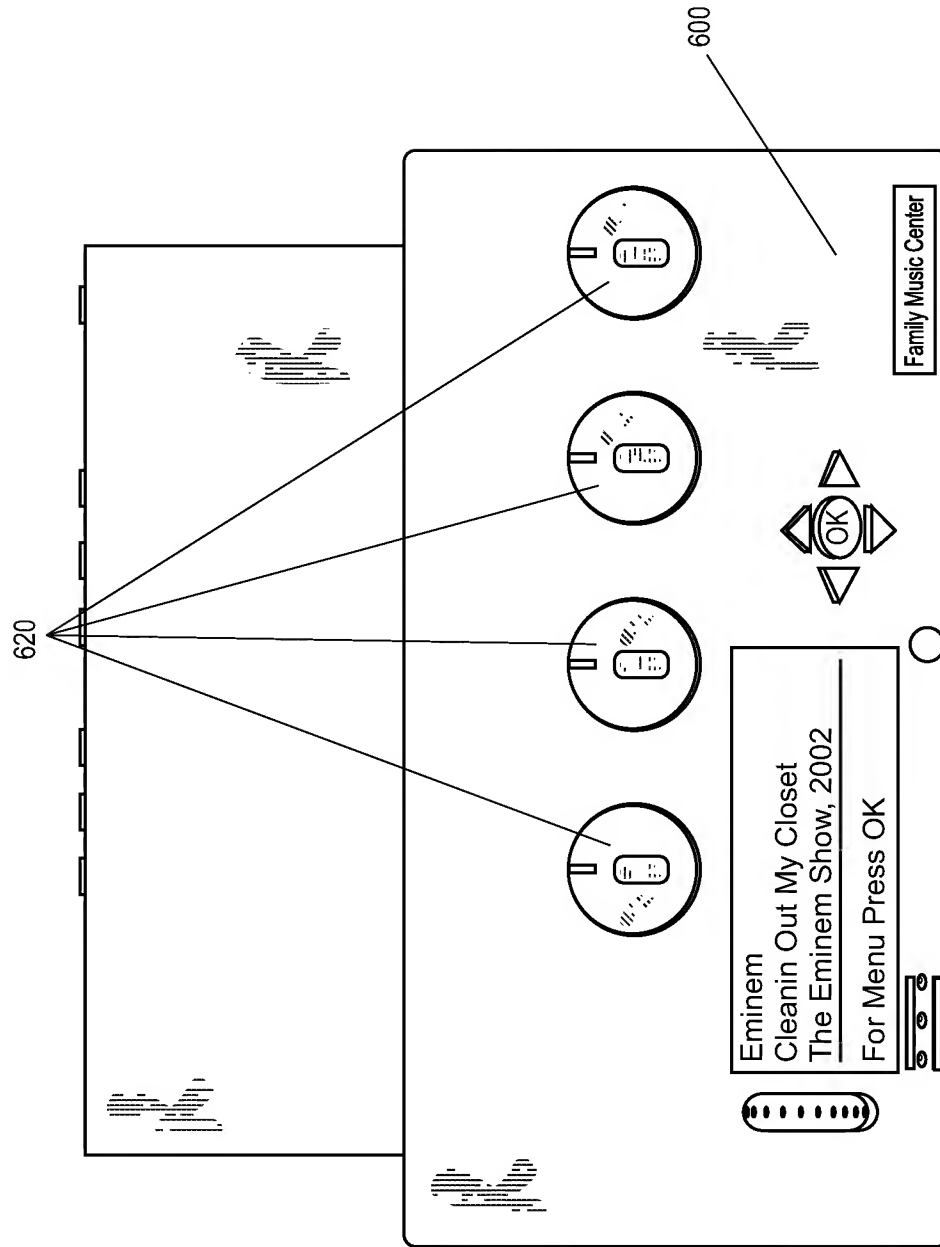 620
600
Eminem
Cleanin Out My Closet
The Eminem Show, 2002
For Menu Press OK
OK
Family Music Center